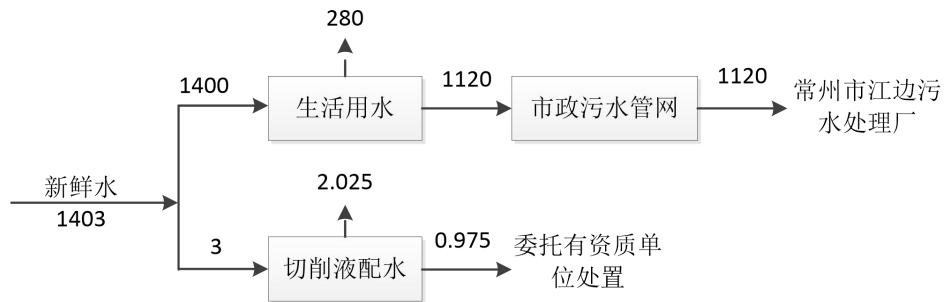 280
1400
生活用水
1120
市政污水管网
1120
常州市江边污
水处理厂
新鲜水
1403
2.025
3
切削液配水
0.975
委托有资质单
位处置